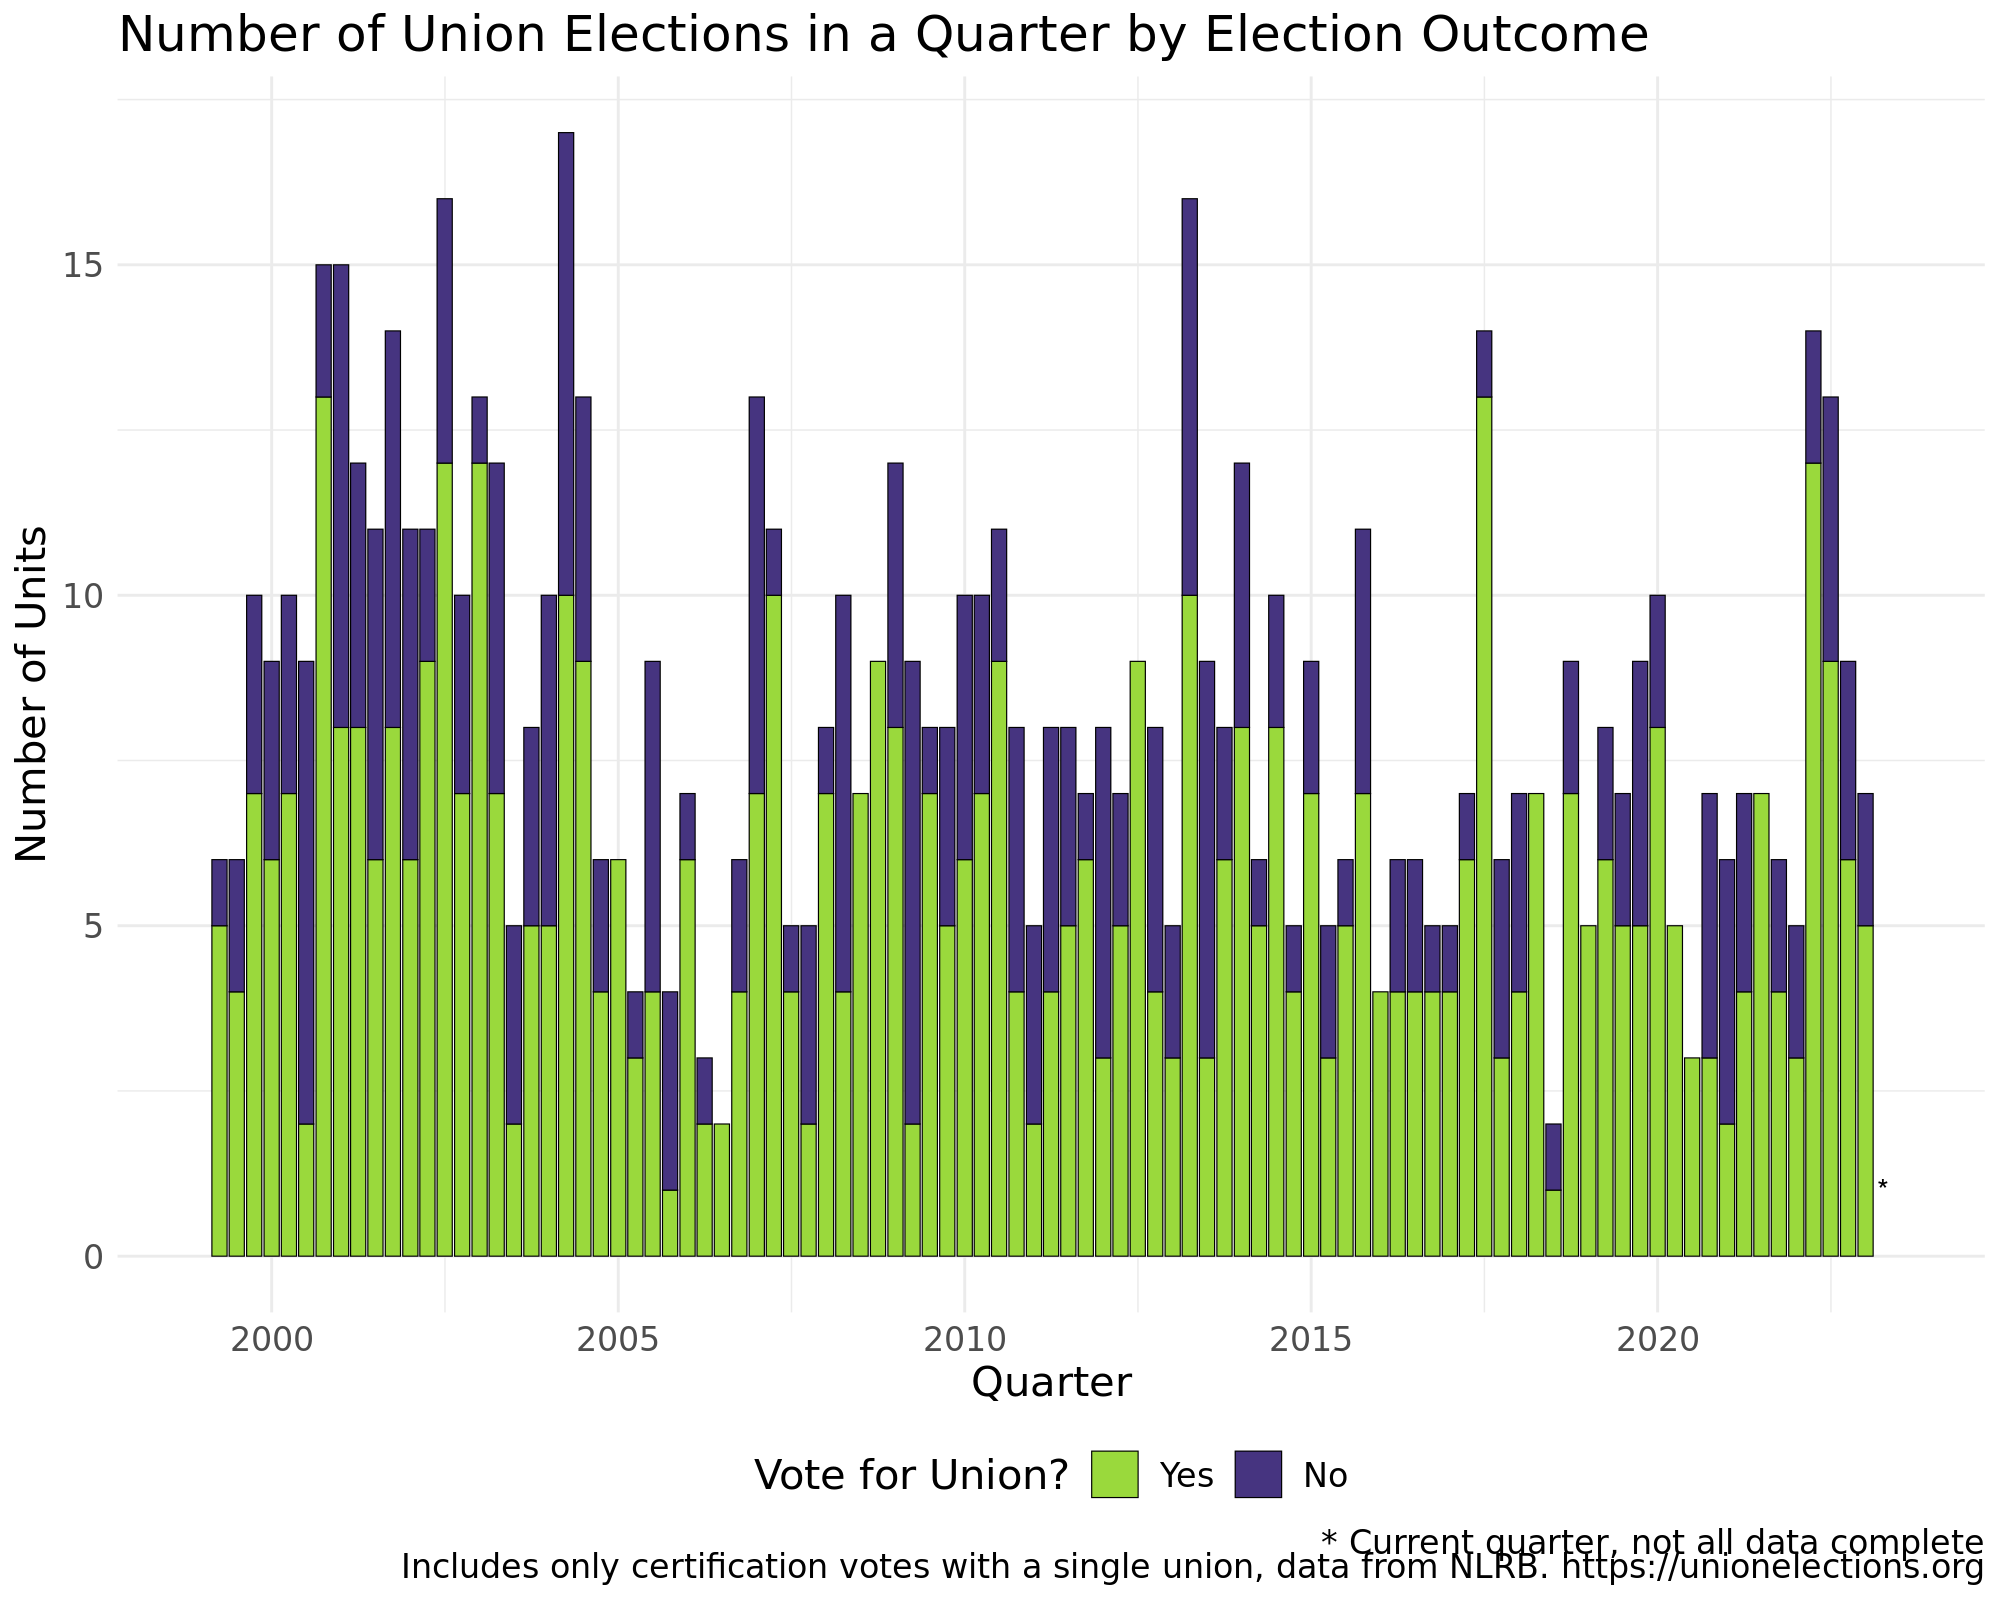 Number of Union Elections in a Quarter by Election Outcome
Number of Units
15
10
5
0
*
2000 2005 2010 2015 2020
Quarter
Vote for Union? Yes No
* Current quarter, not all data complete
Includes only certification votes with a single union, data from NLRB. https://unionelections.org